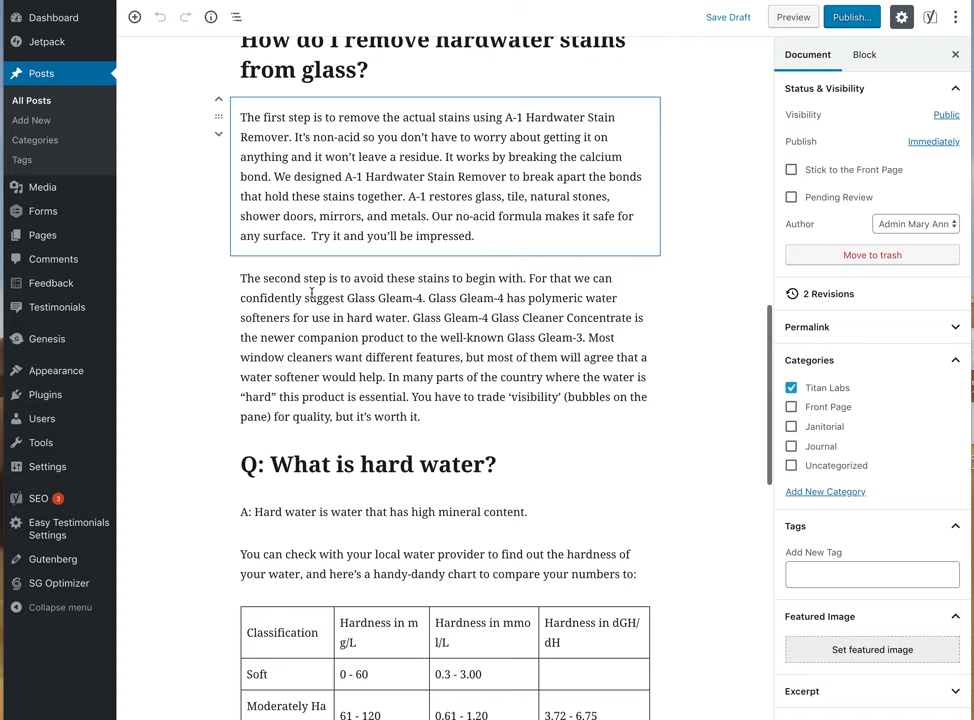 Dashboard
Jetpack
Posts
All Posts
Add New
Categories
Tags
Media
Forms
Pages
Comments
Feedback
Testimonials
Genesis
Appearance
Plugins
Users
Tools
Settings
SEO 3
Easy Testimonials
Settings
Gutenberg
SG Optimizer
Collapse menu
Save Draft
Preview
Publish...
How do I remove hardwater stains
from glass?
The first step is to remove the actual stains using A-1 Hardwater Stain
Remover. It’s non-acid so you don’t have to worry about getting it on
anything and it won’t leave a residue. It works by breaking the calcium
bond. We designed A-1 Hardwater Stain Remover to break apart the bonds
that hold these stains together. A-1 restores glass, tile, natural stones,
shower doors, mirrors, and metals. Our no-acid formula makes it safe for
any surface.  Try it and you’ll be impressed.
The second step is to avoid these stains to begin with. For that we can
confidently suggest Glass Gleam-4. Glass Gleam-4 has polymeric water
softeners for use in hard water. Glass Gleam-4 Glass Cleaner Concentrate is
the newer companion product to the well-known Glass Gleam-3. Most
window cleaners want different features, but most of them will agree that a
water softener would help. In many parts of the country where the water is
“hard” this product is essential. You have to trade ‘visibility’ (bubbles on the
pane) for quality, but it’s worth it.
Q: What is hard water?
A: Hard water is water that has high mineral content.
You can check with your local water provider to find out the hardness of
your water, and here’s a handy-dandy chart to compare your numbers to:
Classification
Hardness in m
g/L
Hardness in mmo
l/L
Hardness in dGH/
dH
Soft
0 - 60
0.3 - 3.00
Moderately Ha
61 - 120
0.61 - 1.20
3.72 - 6.75
Document
Block
Status & Visibility
Visibility
Public
Publish
Immediately
Stick to the Front Page
Pending Review
Author
Admin Mary Ann
Move to trash
2 Revisions
Permalink
Categories
Titan Labs
Front Page
Janitorial
Journal
Uncategorized
Add New Category
Tags
Add New Tag
Featured Image
Set featured image
Excerpt